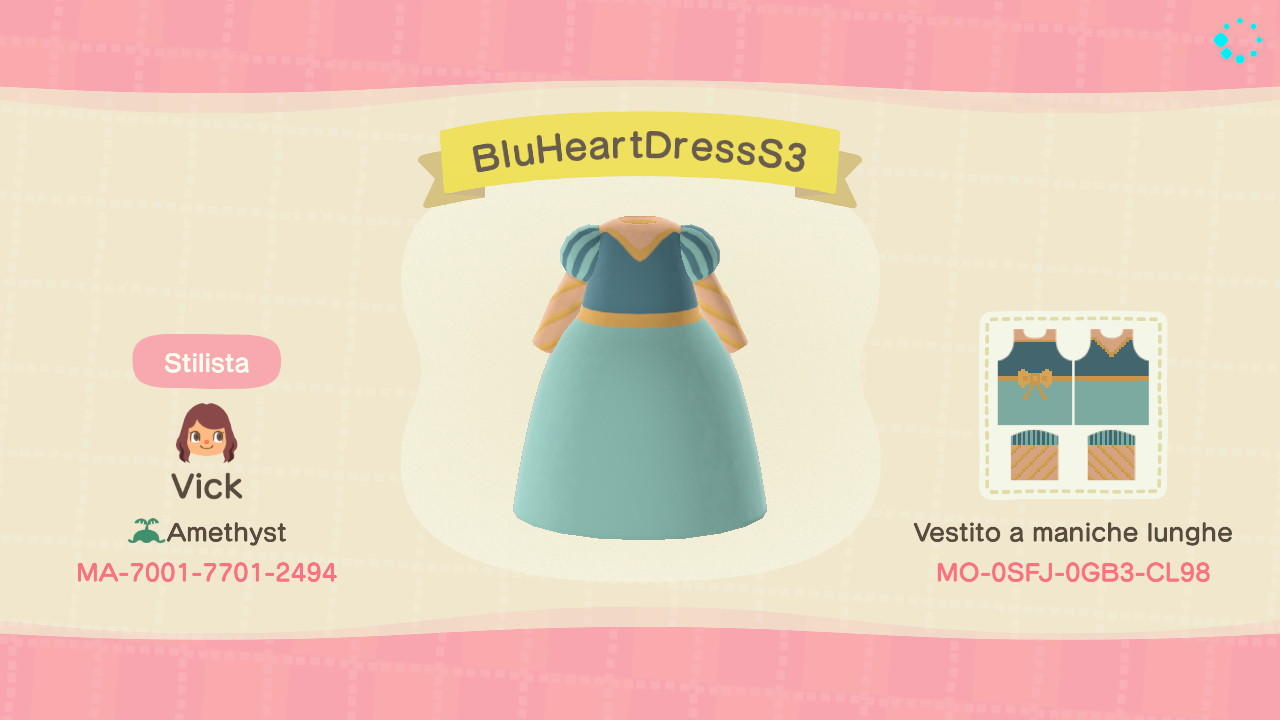 BluHeartDressS3
Stilista
Vick
Amethyst
MA-7001-7701-2494
Vestito a maniche lunghe
MO-0SFJ-0GB3-CL98